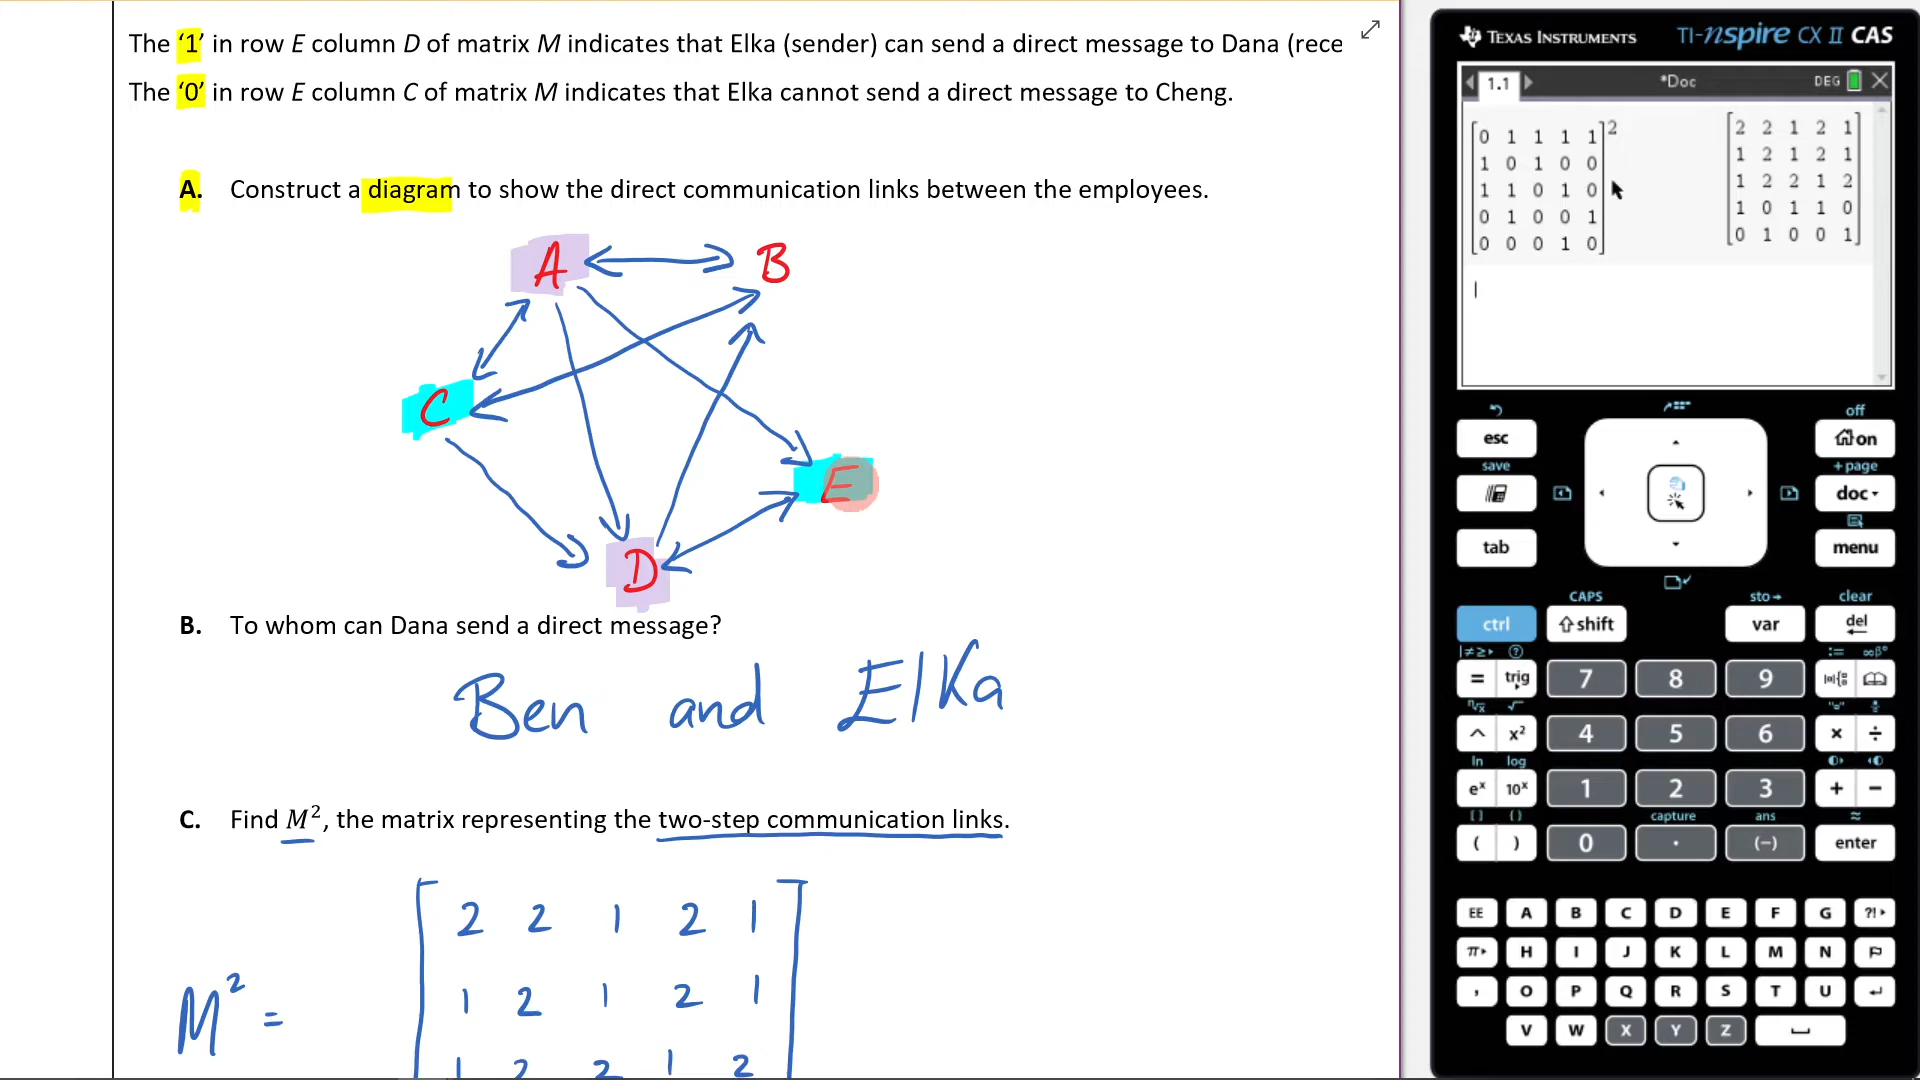 The ‘1’ in row E column D of matrix M indicates that Elka (sender) can send a direct message to Dana (rece
The ‘0’ in row E column C of matrix M indicates that Elka cannot send a direct message to Cheng.
A. Construct a diagram to show the direct communication links between the employees.
A B
C
E
D
B. To whom can Dana send a direct message?
Ben and Elka
C. Find M², the matrix representing the two-step communication links.
2 2 1 2 1
1 2 1 2 1
M² =
1 2 2 1 2
TEXAS INSTRUMENTS TI-nspire CX II CAS
1.1 *Doc DEG
0 1 1 1 1 2
1 0 1 0 0
1 1 0 1 0
0 1 0 0 1
0 0 0 1 0
2 2 1 2 1
1 2 1 2 1
1 2 2 1 2
1 0 1 1 0
0 1 0 0 1
off
esc on
save +page
doc
tab menu
CAPS sto→ clear
ctrl shift var del
|≠≥▸ ? := ∞β°
= trig 7 8 9
^ x² 4 5 6 × ÷
ln log
eˣ 10ˣ 1 2 3 + −
[ ] { } capture ans ≈
( ) 0 . (−) enter
EE A B C D E F G ?!▸
π▸ H I J K L M N
, O P Q R S T U
V W X Y Z